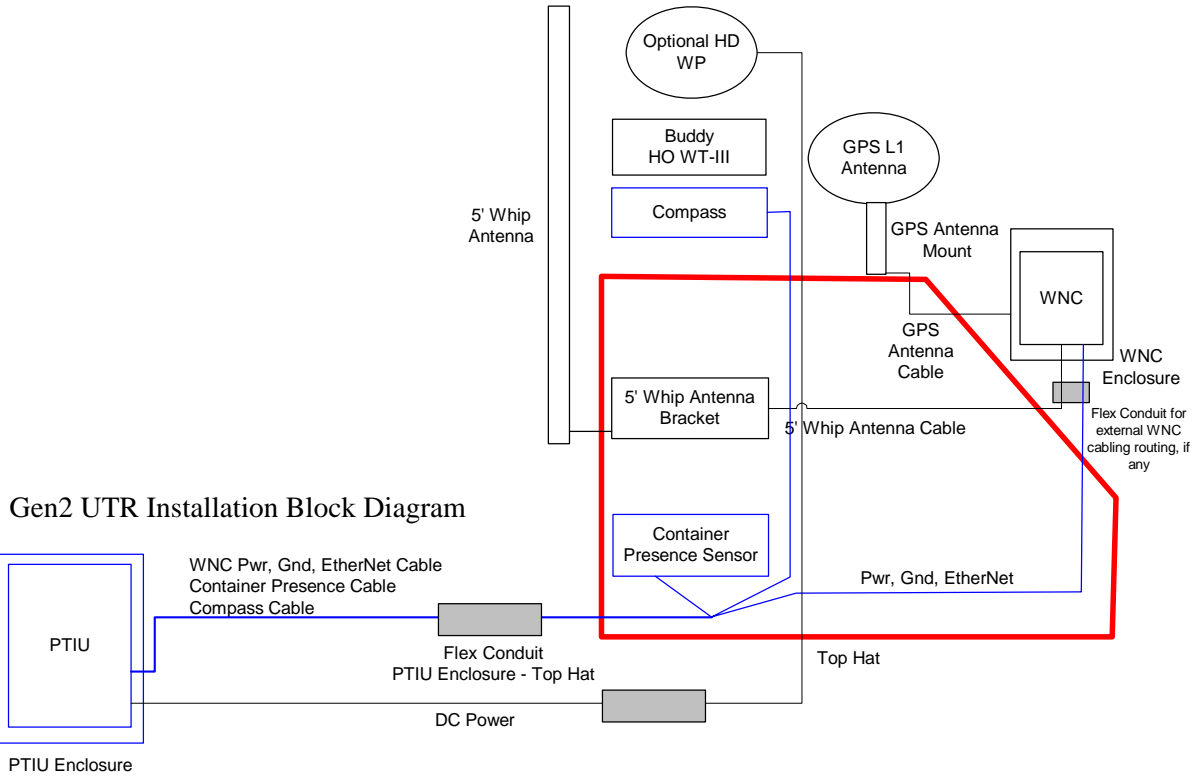 Optional HD
WP
Buddy
HO WT-III
GPS L1
Antenna
5' Whip
Antenna
Compass
GPS Antenna
Mount
WNC
GPS
Antenna
Cable
WNC
Enclosure
5' Whip Antenna
Bracket
5' Whip Antenna Cable
Flex Conduit for
external WNC
cabling routing, if
any
Gen2 UTR Installation Block Diagram
Container
Presence Sensor
WNC Pwr, Gnd, EtherNet Cable
Container Presence Cable
Compass Cable
Pwr, Gnd, EtherNet
PTIU
Flex Conduit
PTIU Enclosure - Top Hat
Top Hat
DC Power
PTIU Enclosure